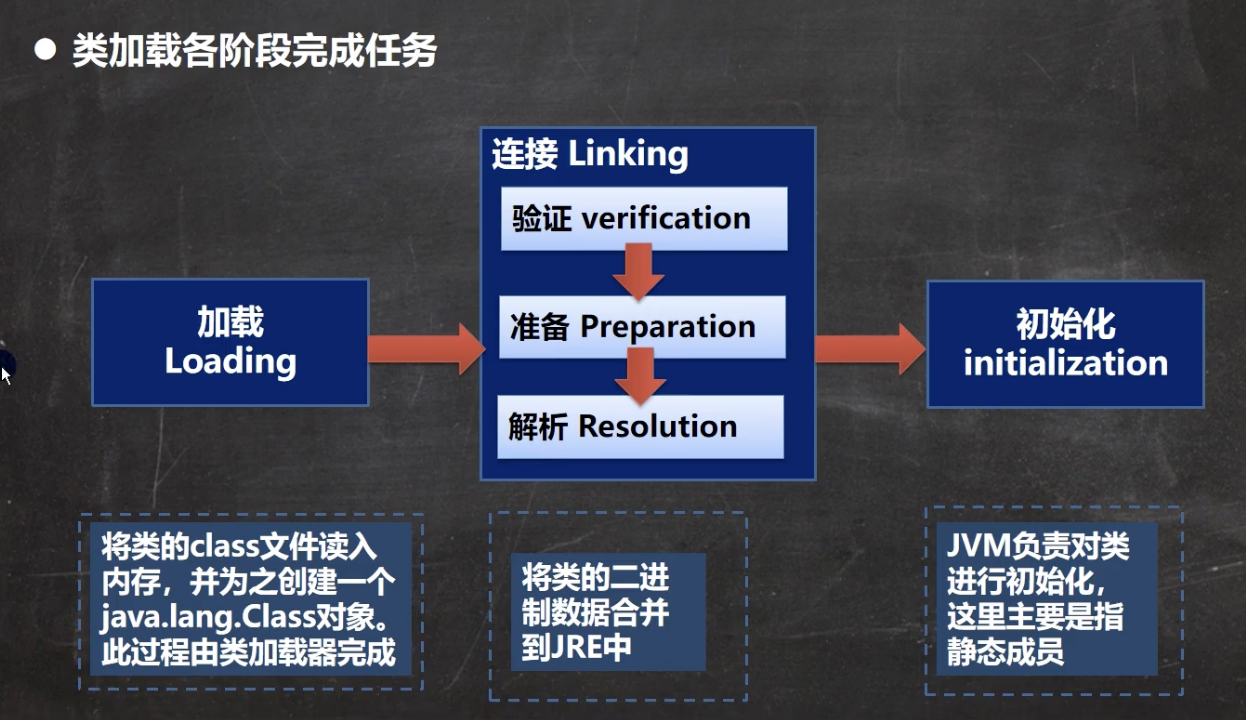 ● 类加载各阶段完成任务
连接 Linking
验证 verification
准备 Preparation
解析 Resolution
加载
Loading
初始化
initialization
将类的class文件读入
内存，并为之创建一个
java.lang.Class对象。
此过程由类加载器完成
将类的二进
制数据合并
到JRE中
JVM负责对类
进行初始化，
这里主要是指
静态成员